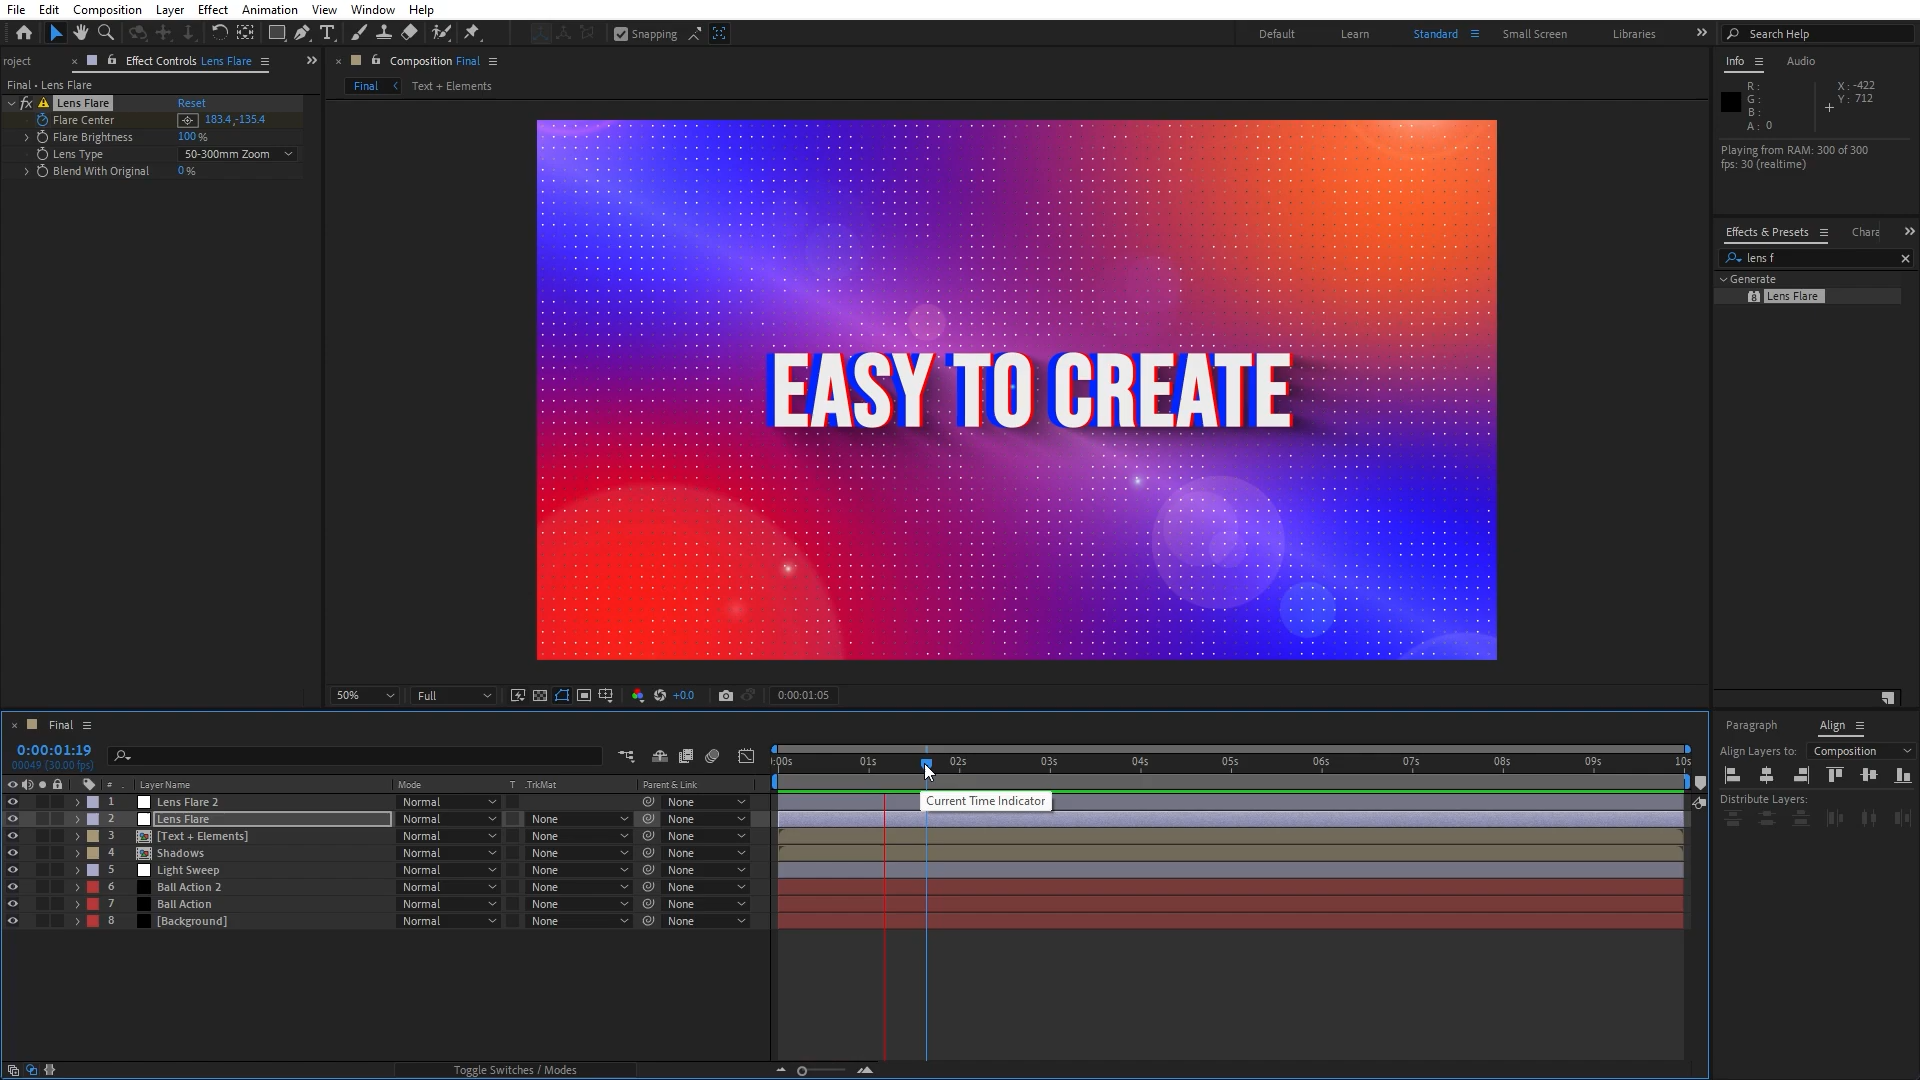 File Edit Composition Layer Effect Animation View Window Help
Snapping
Default Learn Standard Small Screen Libraries
Search Help
roject
Effect Controls Lens Flare
Final • Lens Flare
fx Lens Flare Reset
Flare Center 183.4,-135.4
Flare Brightness 100 %
Lens Type 50-300mm Zoom
Blend With Original 0 %
Composition Final
Final Text + Elements
EASY TO CREATE
50% Full +0.0 0:00:01:05
Info Audio
R :
G :
B :
A : 0
X : -422
Y : 712
Playing from RAM: 300 of 300
fps: 30 (realtime)
Effects & Presets Chara
lens f
Generate
Lens Flare
Final
0:00:01:19
00049 (30.00 fps)
:00s 01s 02s 03s 04s 05s 06s 07s 08s 09s 10s
# Layer Name Mode T .TrkMat Parent & Link
1 Lens Flare 2 Normal None
2 Lens Flare Normal None None
3 [Text + Elements] Normal None None
4 Shadows Normal None None
5 Light Sweep Normal None None
6 Ball Action 2 Normal None None
7 Ball Action Normal None None
8 [Background] Normal None None
Current Time Indicator
Toggle Switches / Modes
Paragraph Align
Align Layers to: Composition
Distribute Layers: